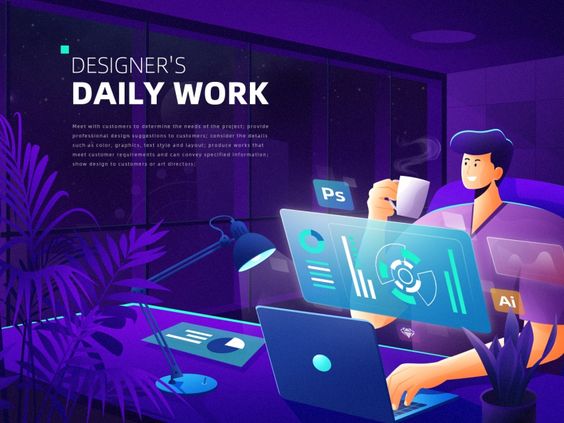 DESIGNER'S
DAILY WORK
Meet with customers to determine the needs of the project; provide
professional design suggestions to customers; consider the details
such as color, graphics, text style and layout; produce works that
meet customer requirements and can convey specified information;
show design to customers or art directors;
Ps
Ai